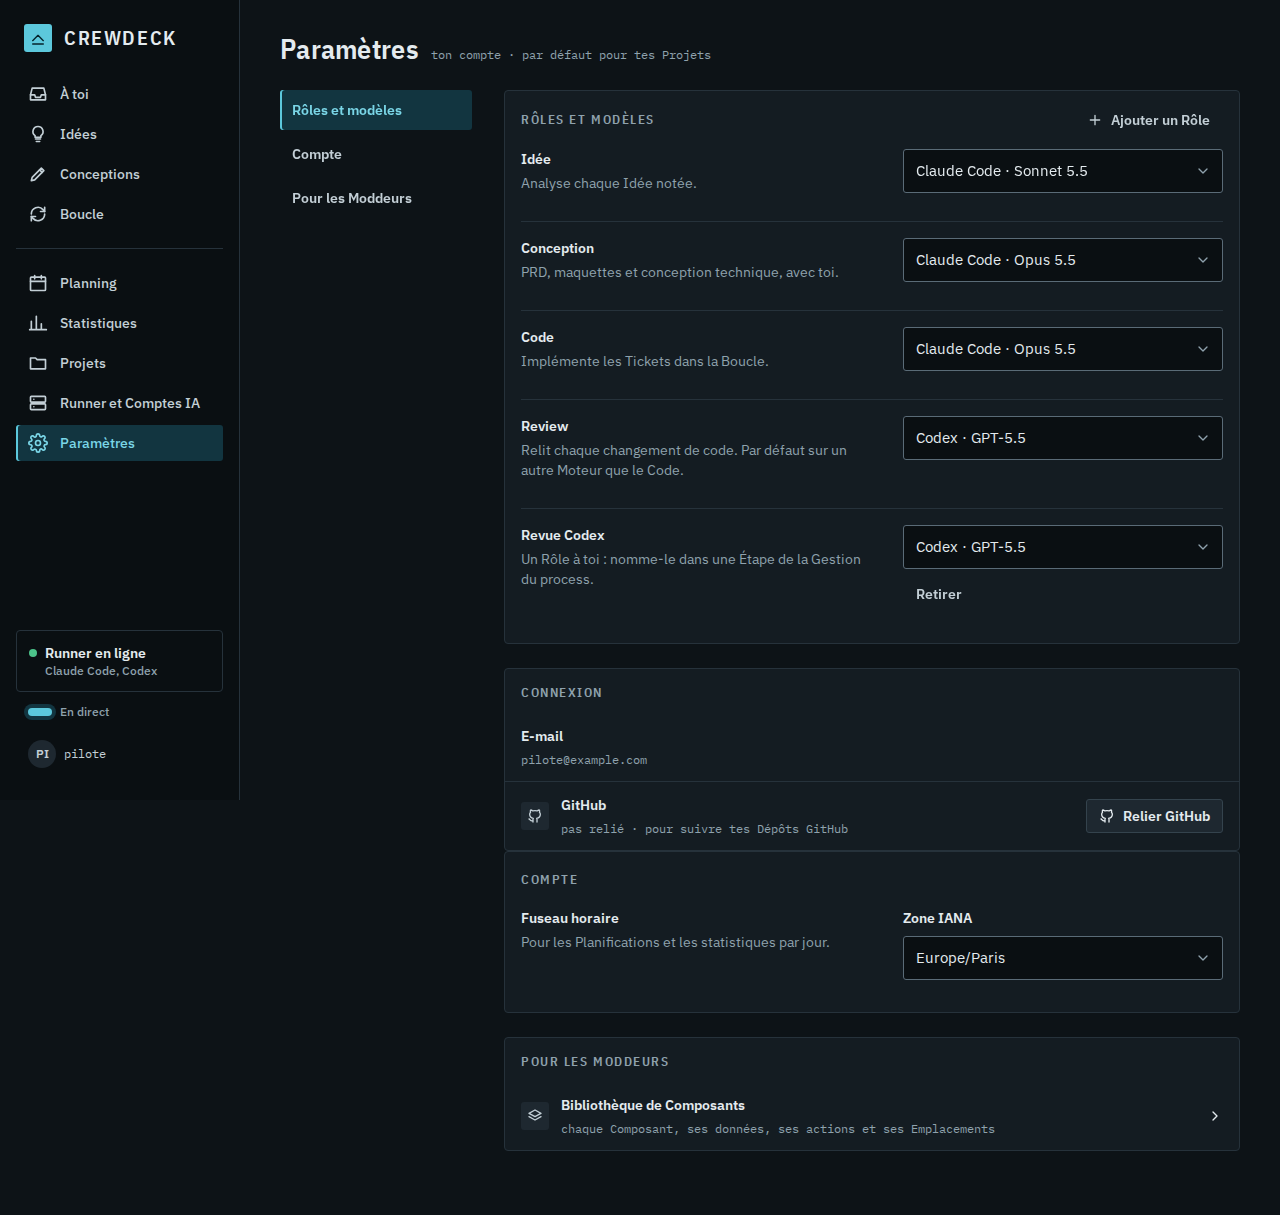 CREWDECK
À toi
Idées
Conceptions
Boucle
Planning
Statistiques
Projets
Runner et Comptes IA
Paramètres
Runner en ligne
Claude Code, Codex
En direct
PI pilote
Paramètres ton compte · par défaut pour tes Projets
Rôles et modèles
Compte
Pour les Moddeurs
RÔLES ET MODÈLES
Ajouter un Rôle
Idée
Analyse chaque Idée notée.
Claude Code · Sonnet 5.5
Conception
PRD, maquettes et conception technique, avec toi.
Claude Code · Opus 5.5
Code
Implémente les Tickets dans la Boucle.
Claude Code · Opus 5.5
Review
Relit chaque changement de code. Par défaut sur un
autre Moteur que le Code.
Codex · GPT-5.5
Revue Codex
Un Rôle à toi : nomme-le dans une Étape de la Gestion
du process.
Codex · GPT-5.5
Retirer
CONNEXION
E-mail
pilote@example.com
GitHub
pas relié · pour suivre tes Dépôts GitHub
Relier GitHub
COMPTE
Fuseau horaire
Pour les Planifications et les statistiques par jour.
Zone IANA
Europe/Paris
POUR LES MODDEURS
Bibliothèque de Composants
chaque Composant, ses données, ses actions et ses Emplacements